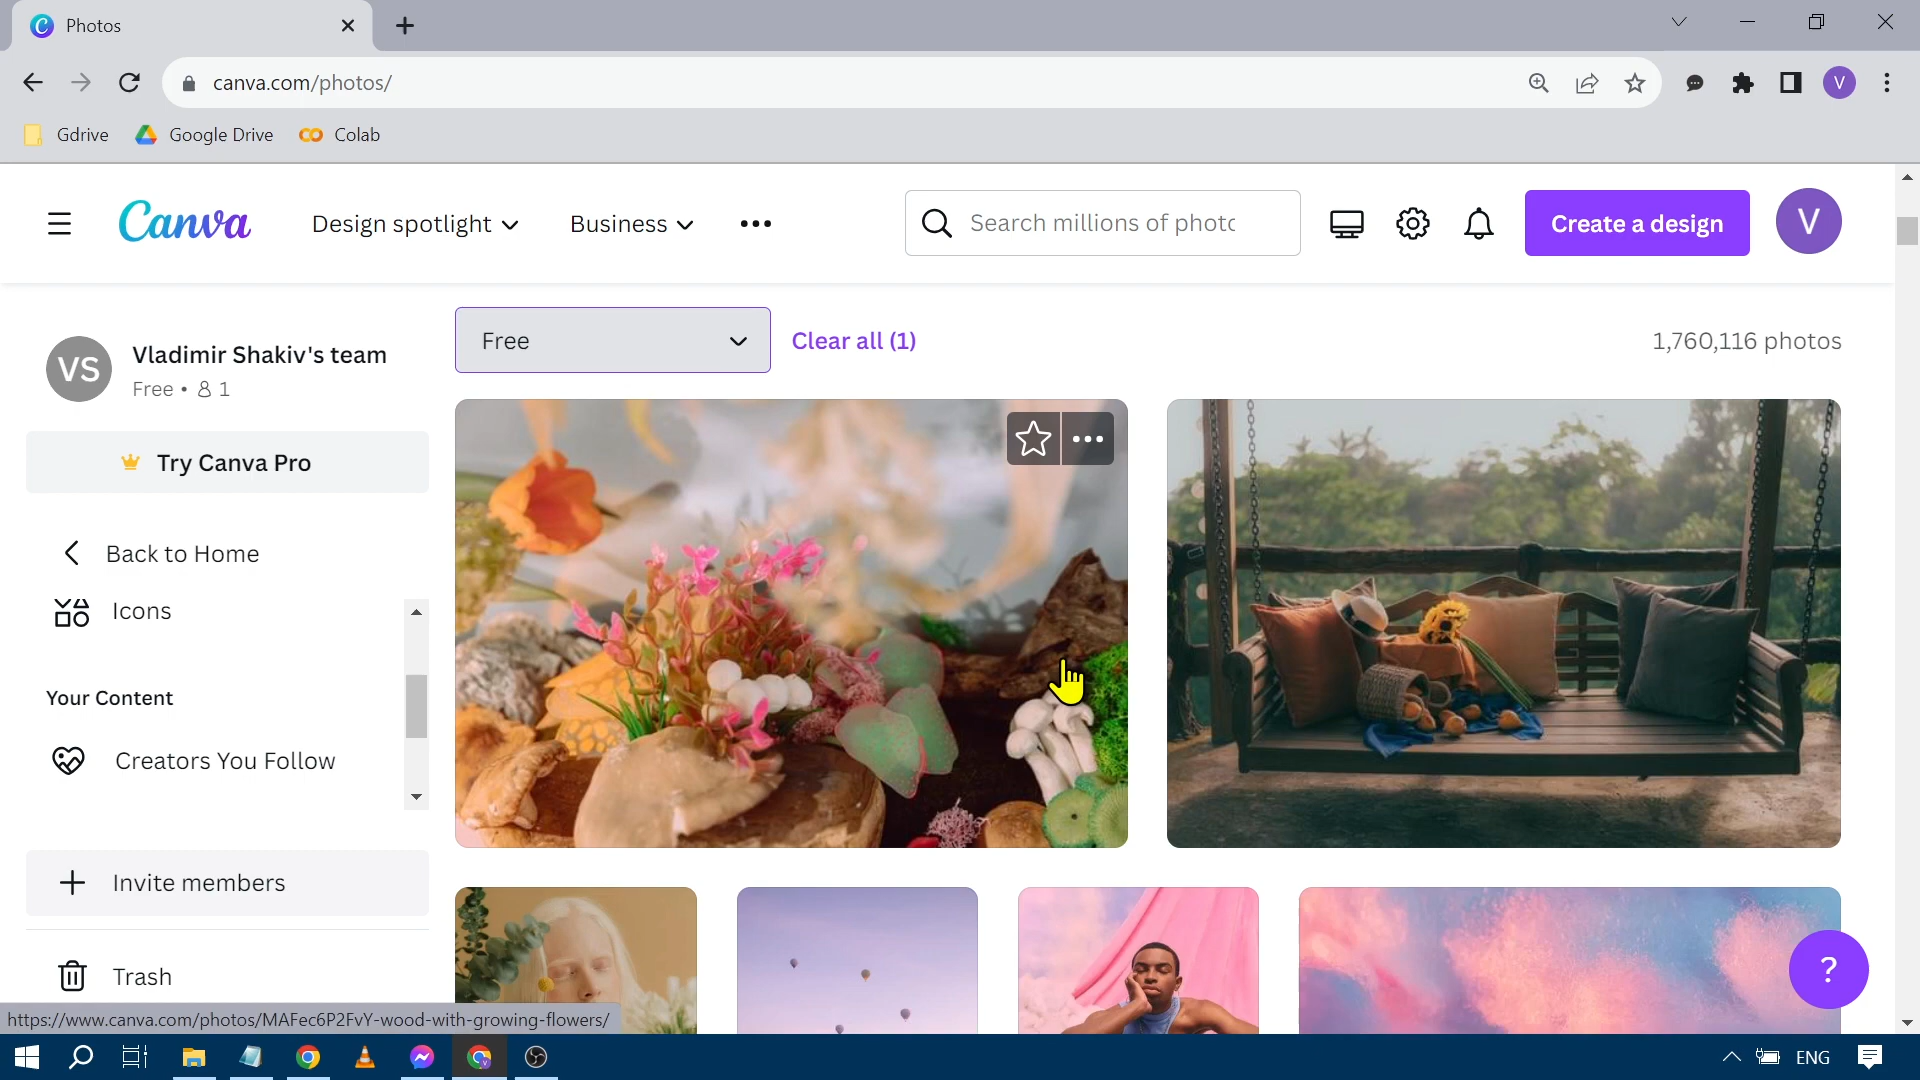 Photos
canva.com/photos/
V
Gdrive
Google Drive
Colab
Canva
Design spotlight
Business
Search millions of photo
Create a design
V
VS
Vladimir Shakiv's team
Free • 1
Free
Clear all (1)
1,760,116 photos
Try Canva Pro
Back to Home
Icons
Your Content
Creators You Follow
Invite members
Trash
?
https://www.canva.com/photos/MAFec6P2FvY-wood-with-growing-flowers/
ENG